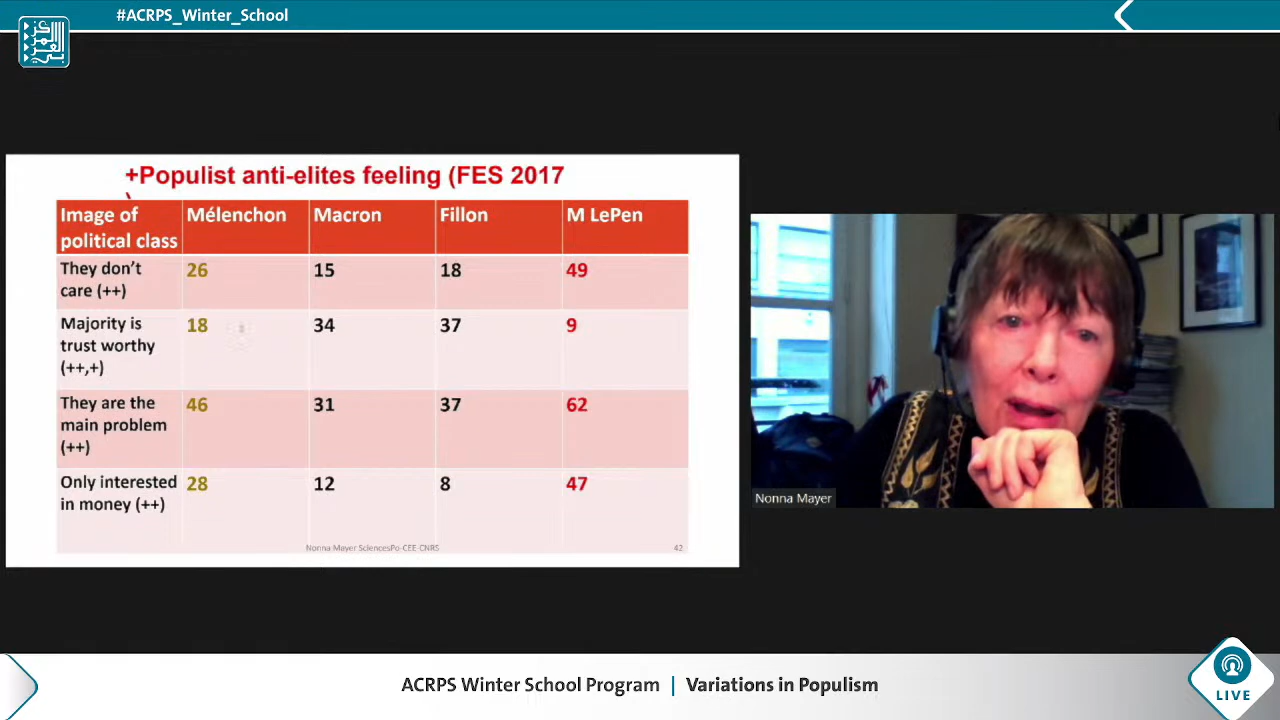 #ACRPS_Winter_School
+Populist anti-elites feeling (FES 2017
)
Image of political class Mélenchon Macron Fillon M LePen
They don't care (++) 26 15 18 49
Majority is trust worthy (++,+) 18 34 37 9
They are the main problem (++) 46 31 37 62
Only interested in money (++) 28 12 8 47
Nonna Mayer SciencesPo-CEE CNRS 42
Nonna Mayer
ACRPS Winter School Program | Variations in Populism
LIVE